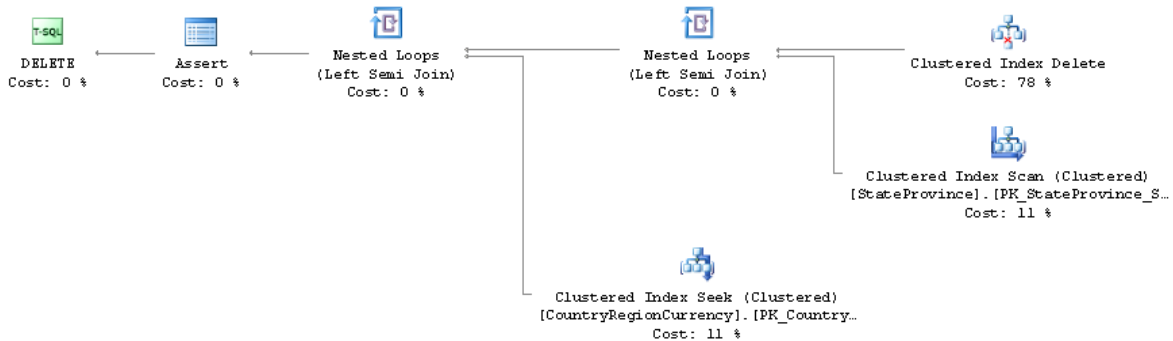 T-SQL
DELETE
Cost: 0 %
Assert
Cost: 0 %
Nested Loops
(Left Semi Join)
Cost: 0 %
Nested Loops
(Left Semi Join)
Cost: 0 %
Clustered Index Delete
Cost: 78 %
Clustered Index Scan (Clustered)
[StateProvince].[PK_StateProvince_S…
Cost: 11 %
Clustered Index Seek (Clustered)
[CountryRegionCurrency].[PK_Country…
Cost: 11 %